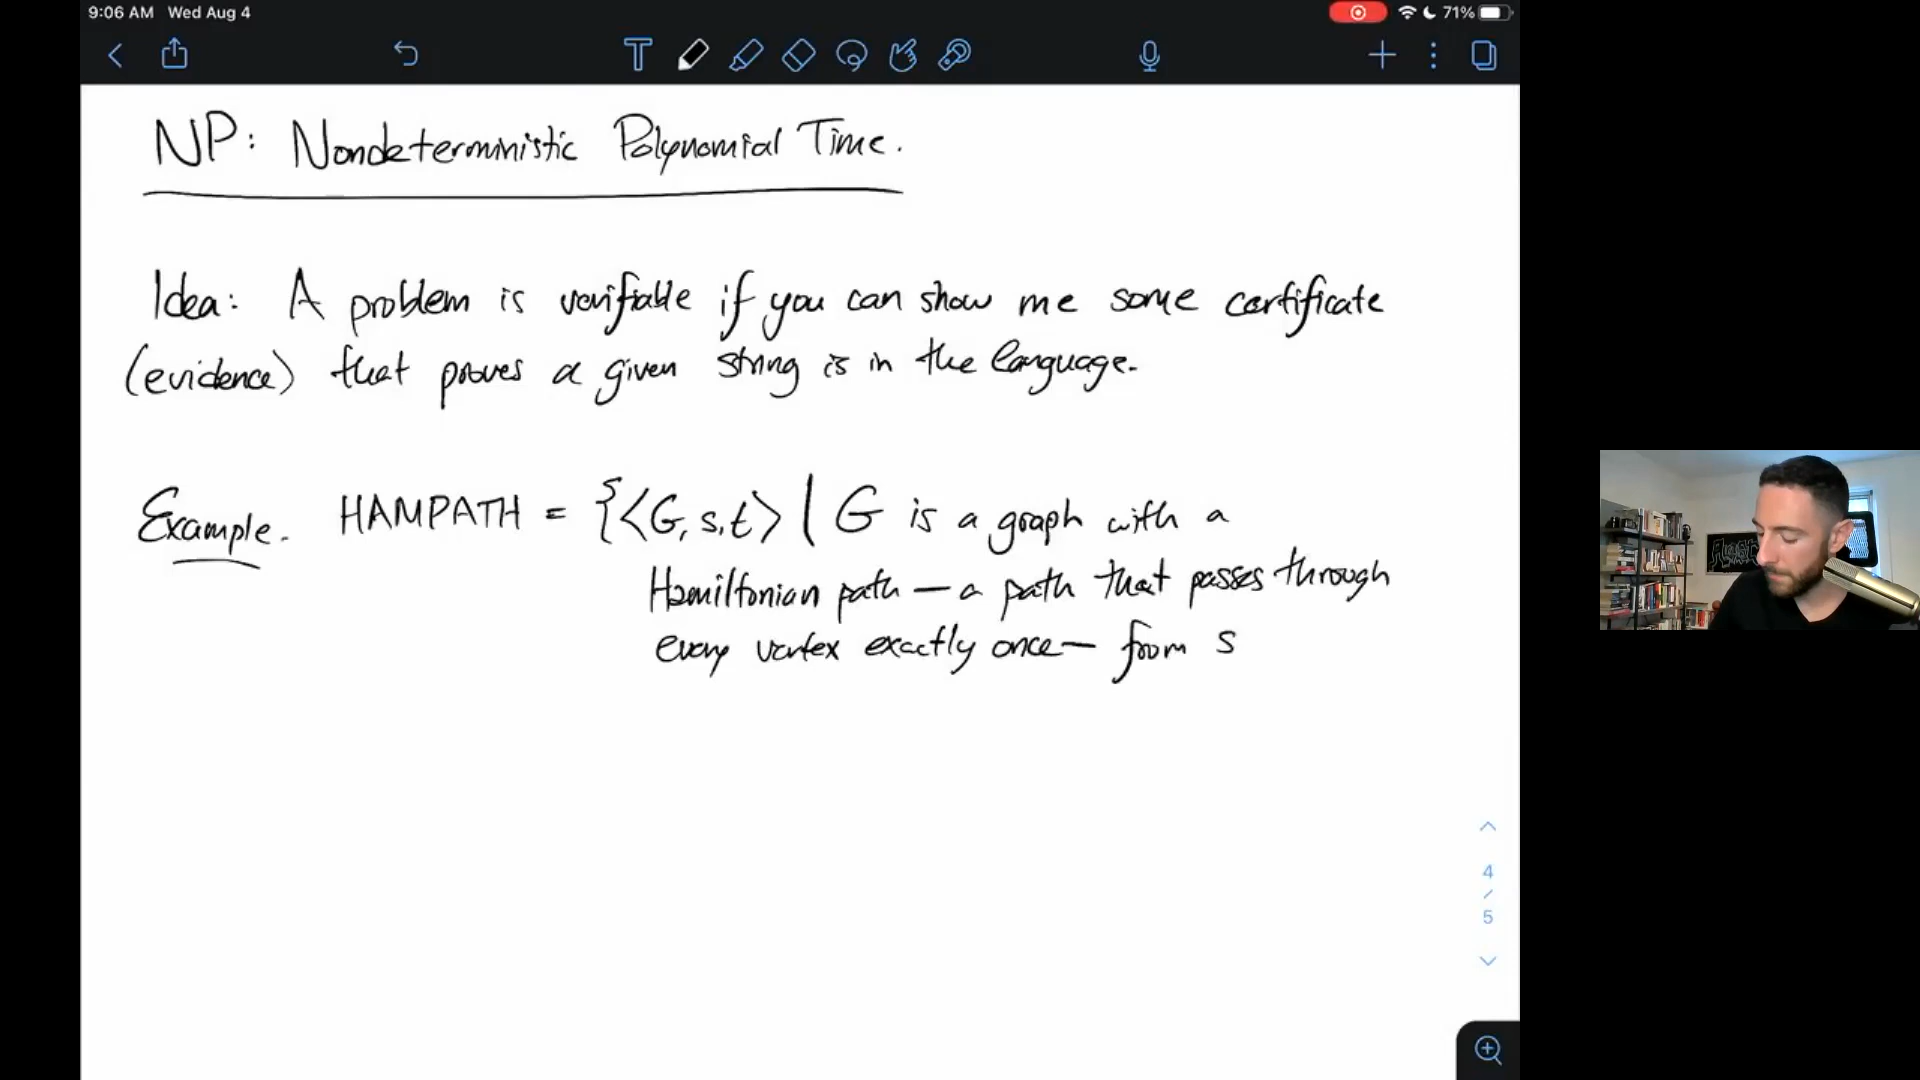 9:06 AM Wed Aug 4
71%
NP: Nondeterministic Polynomial Time.
Idea: A problem is verifiable if you can show me some certificate
(evidence) that proves a given string is in the language.
Example. HAMPATH = {<G, s, t> | G is a graph with a
Hamiltonian path — a path that passes through
every vertex exactly once — from s
4
/
5